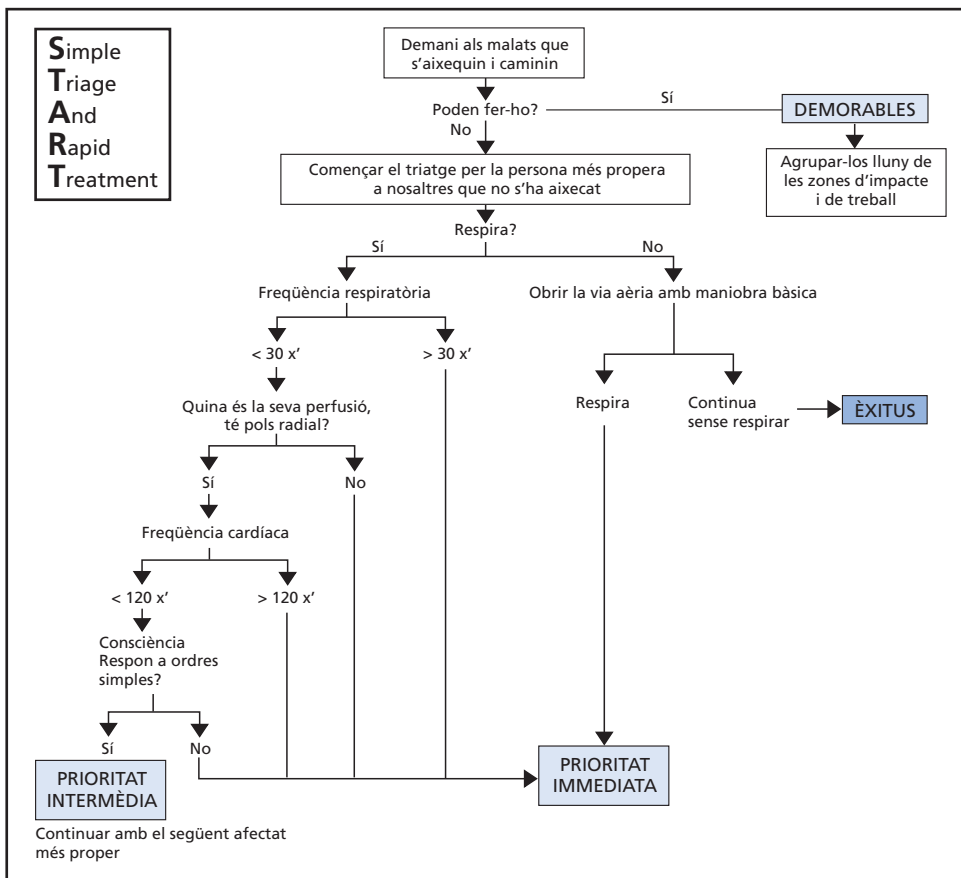 Simple
Triage
And
Rapid
Treatment
Demani als malats que
s'aixequin i caminin
Poden fer-ho?
Sí
DEMORABLES
No
Agrupar-los lluny de
les zones d'impacte
i de treball
Començar el triatge per la persona més propera
a nosaltres que no s'ha aixecat
Respira?
Sí
No
Freqüència respiratòria
Obrir la via aèria amb maniobra bàsica
< 30 x'
> 30 x'
Quina és la seva perfusió,
té pols radial?
Respira
Continua
sense respirar
ÈXITUS
Sí
No
Freqüència cardíaca
< 120 x'
> 120 x'
Consciència
Respon a ordres
simples?
Sí
No
PRIORITAT
INTERMÈDIA
PRIORITAT
IMMEDIATA
Continuar amb el següent afectat
més proper